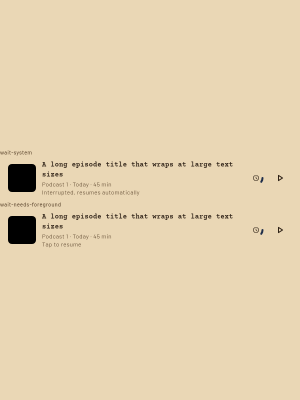 wait-system
A long episode title that wraps at large text
sizes
Podcast 1 · Today · 45 min
Interrupted, resumes automatically
wait-needs-foreground
A long episode title that wraps at large text
sizes
Podcast 1 · Today · 45 min
Tap to resume